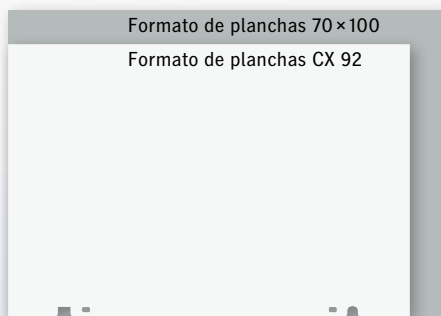 Formato de planchas 70 × 100
Formato de planchas CX 92